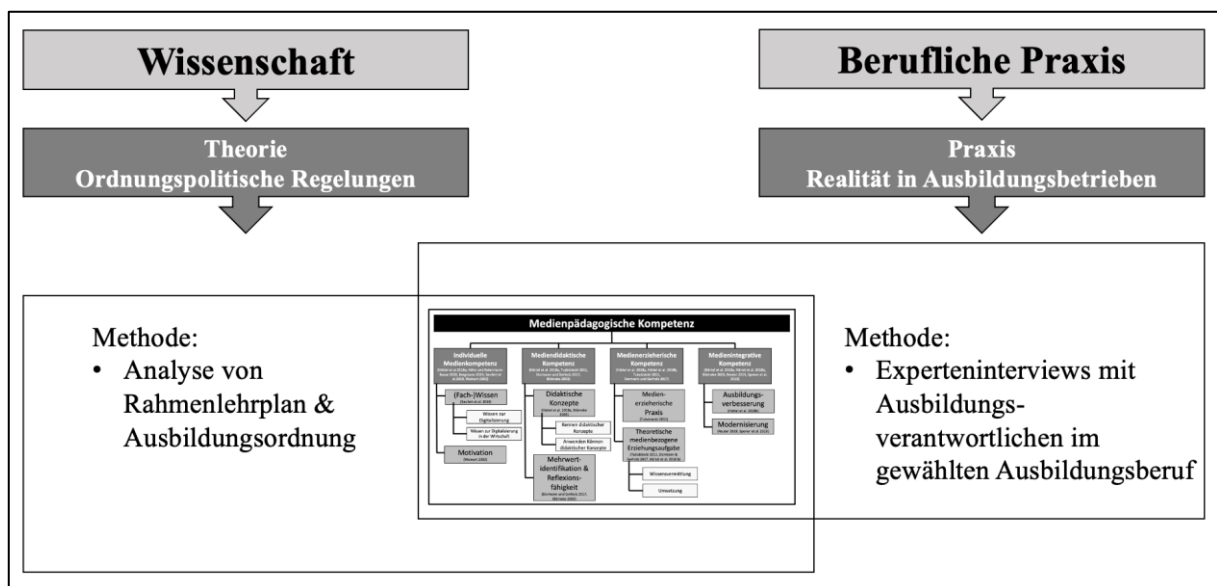 Wissenschaft
Berufliche Praxis
Theorie
Ordnungspolitische Regelungen
Praxis
Realität in Ausbildungsbetrieben
Methode:
• Analyse von
Rahmenlehrplan &
Ausbildungsordnung
Medienpädagogische Kompetenz
Individuelle
Medienkompetenz
Mediendidaktische
Kompetenz
Medienerzieherische
Kompetenz
Medienintegrative
Kompetenz
(Fach-)Wissen
Wissen zur
Digitalisierung
Wissen zur Digitalisierung
in der Wirtschaft
Motivation
Didaktische
Konzepte
Kennen didaktischer
Konzepte
Anwenden Können
didaktischer Konzepte
Mehrwert-
identifikation &
Reflexions-
fähigkeit
Medien-
erzieherische
Praxis
Theoretische
medienbezogene
Erziehungsaufgabe
Wissensvermittlung
Umsetzung
Ausbildungs-
verbesserung
Modernisierung
Methode:
• Experteninterviews mit
Ausbildungs-
verantwortlichen im
gewählten Ausbildungsberuf